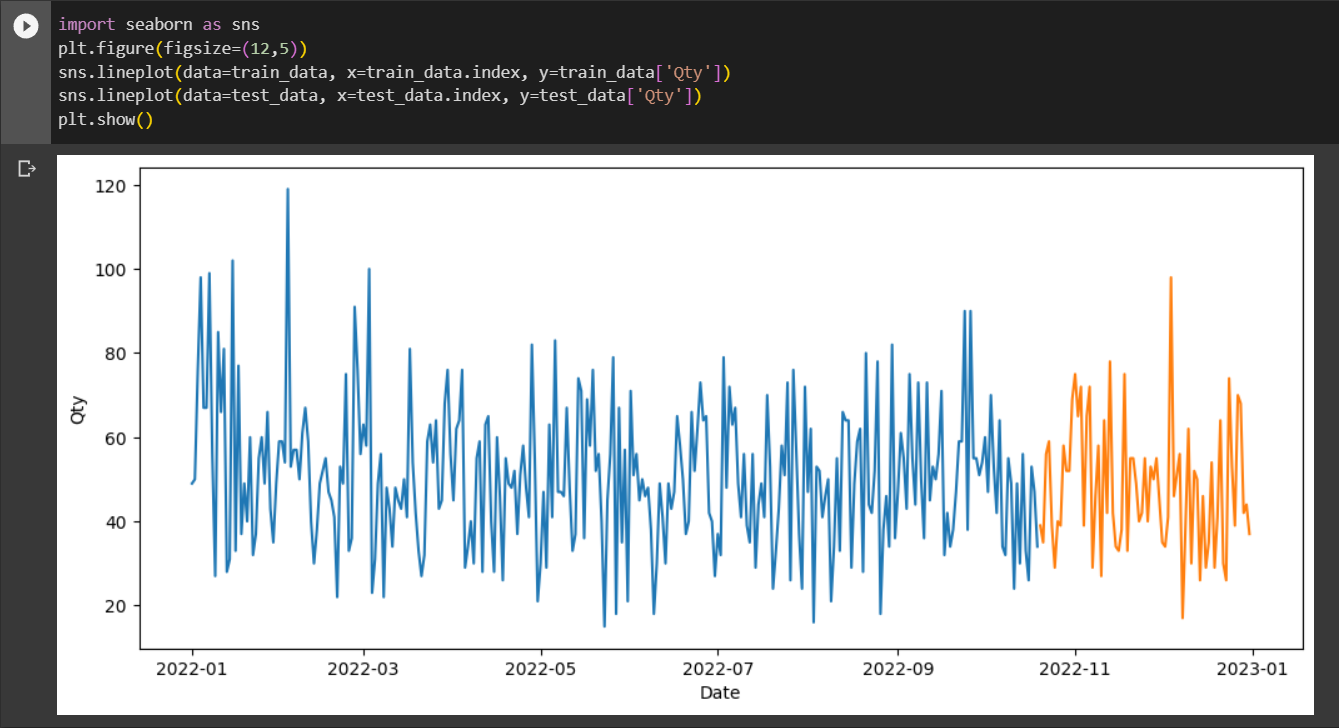 import seaborn as sns
plt.figure(figsize=(12,5))
sns.lineplot(data=train_data, x=train_data.index, y=train_data['Qty'])
sns.lineplot(data=test_data, x=test_data.index, y=test_data['Qty'])
plt.show()
120
100
80
60
40
20
Qty
2022-01 2022-03 2022-05 2022-07 2022-09 2022-11 2023-01
Date